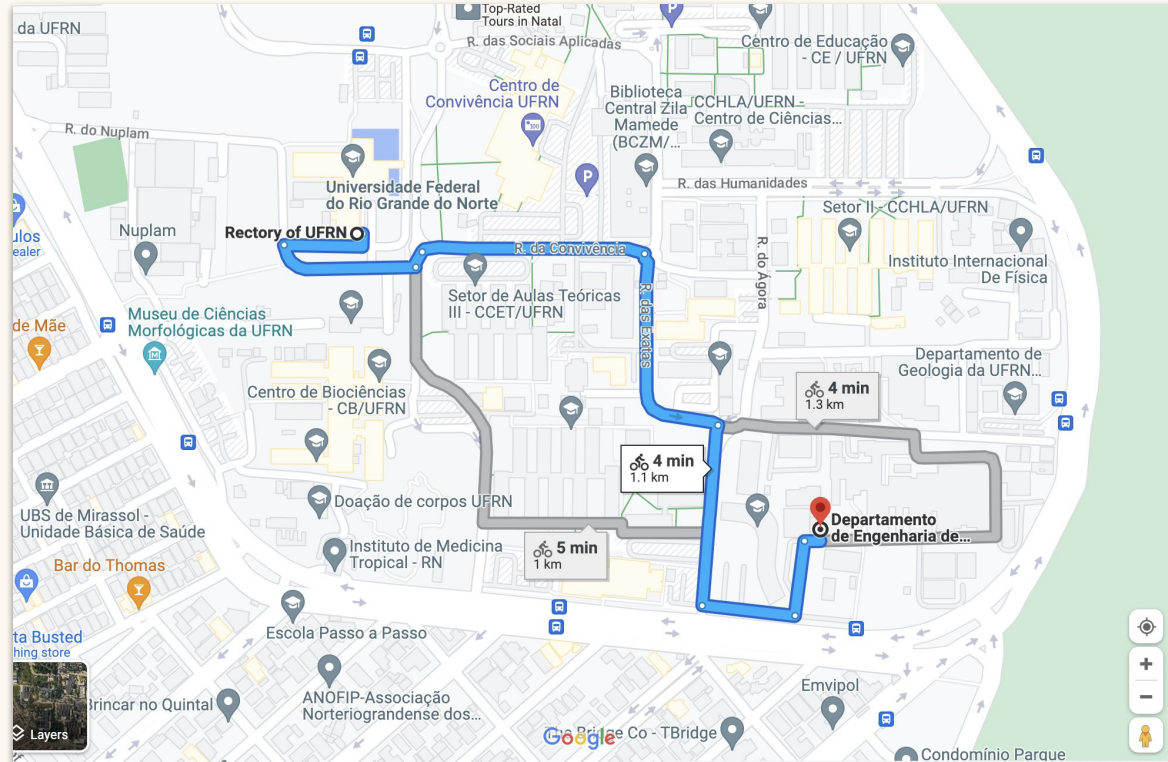 Top-Rated
Tours in Natal
da UFRN
R. das Sociais Aplicadas
Centro de Educação
- CE / UFRN
Centro de
Convivência UFRN
Biblioteca
Central Zila
Mamede
(BCZM/...
CCHLA/UFRN -
Centro de Ciências...
R. do Nuplam
Universidade Federal
do Rio Grande do Norte
R. das Humanidades
Setor II - CCHLA/UFRN
Nuplam
Rectory of UFRN
ulos
ealer
R. da Convivência
R. do Ágora
Instituto Internacional
De Física
Setor de Aulas Teóricas
III - CCET/UFRN
R. das Exatas
Museu de Ciências
Morfológicas da UFRN
de Mãe
Departamento de
Geologia da UFRN...
Centro de Biociências
- CB/UFRN
4 min
1.3 km
4 min
1.1 km
Doação de corpos UFRN
UBS de Mirassol -
Unidade Básica de Saúde
Departamento
de Engenharia de...
Instituto de Medicina
Tropical - RN
5 min
1 km
Bar do Thomas
Escola Passo a Passo
ta Busted
hing store
ANOFIP-Associação
Norteriograndense dos...
Emvipol
Brincar no Quintal
Bridge Co - TBridge
Google
Layers
Condomínio Parque